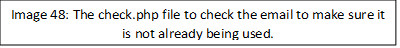 Image 48: The check.php file to check the email to make sure it
is not already being used.